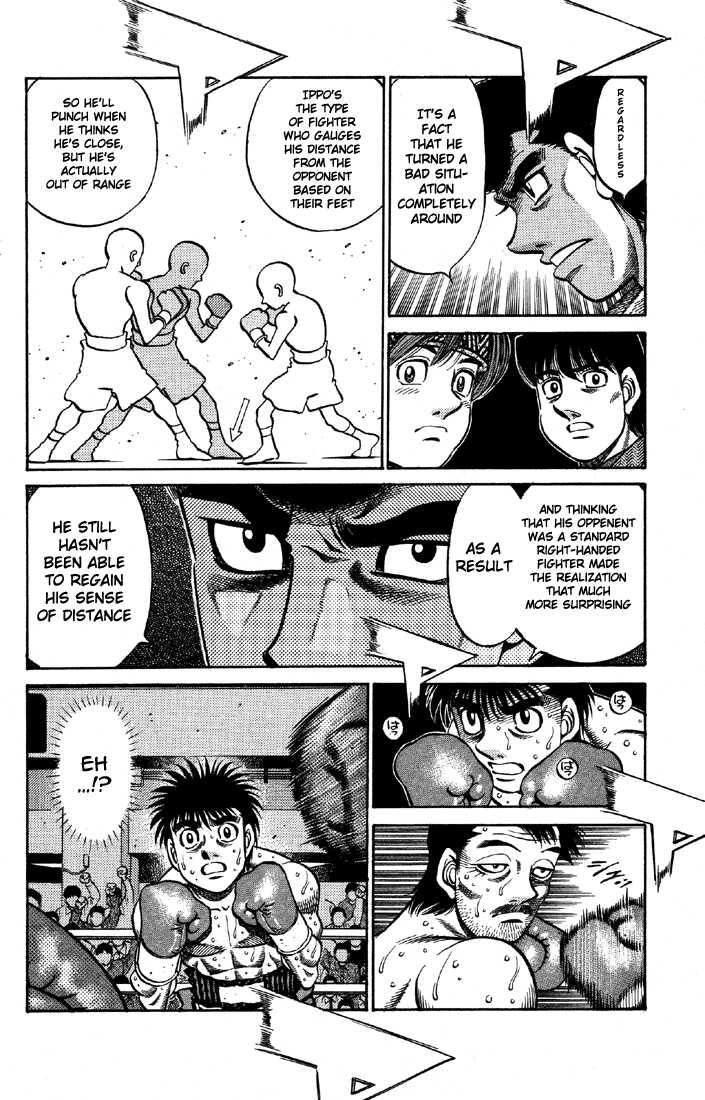 REGARDLESS
IT'S A
FACT
THAT HE
TURNED A
BAD SITU-
ATION
COMPLETELY
AROUND
IPPO'S
THE TYPE
OF FIGHTER
WHO GAUGES
HIS DISTANCE
FROM THE
OPPONENT
BASED ON
THEIR FEET
SO HE'LL
PUNCH WHEN
HE THINKS
HE'S CLOSE,
BUT HE'S
ACTUALLY
OUT OF RANGE
AND THINKING
THAT HIS OPPENENT
WAS A STANDARD
RIGHT-HANDED
FIGHTER MADE
THE REALIZATION
THAT MUCH
MORE SURPRISING
AS A
RESULT
HE STILL
HASN'T
BEEN ABLE
TO REGAIN
HIS SENSE
OF DISTANCE
はっ
はっ
はっ
EH
...!?